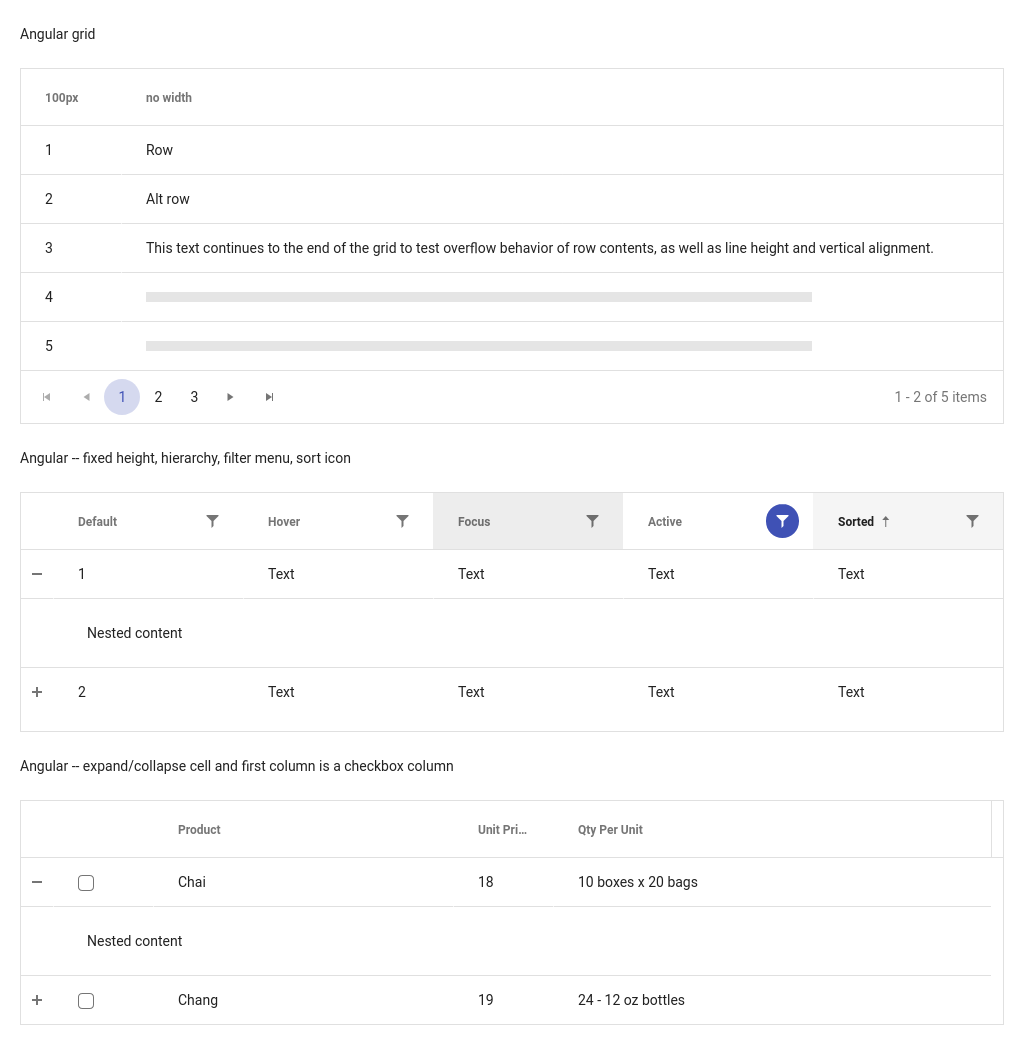 Angular grid
100px no width
1 Row
2 Alt row
3 This text continues to the end of the grid to test overflow behavior of row contents, as well as line height and vertical alignment.
4
5
1 2 3 1 - 2 of 5 items
Angular -- fixed height, hierarchy, filter menu, sort icon
Default Hover Focus Active Sorted
1 Text Text Text Text
Nested content
2 Text Text Text Text
Angular -- expand/collapse cell and first column is a checkbox column
Product Unit Pri... Qty Per Unit
Chai 18 10 boxes x 20 bags
Nested content
Chang 19 24 - 12 oz bottles